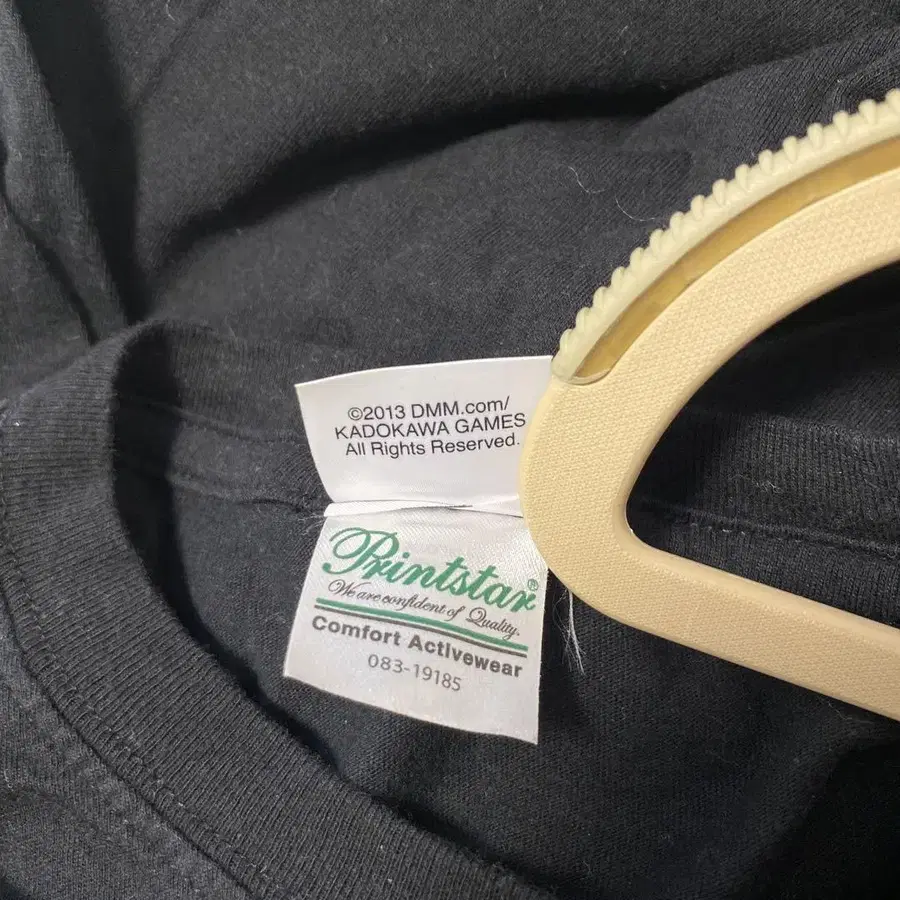 ©2013 DMM.com/
KADOKAWA GAMES
All Rights Reserved.
Printstar®
We are confident of Quality.
Comfort Activewear
083-19185